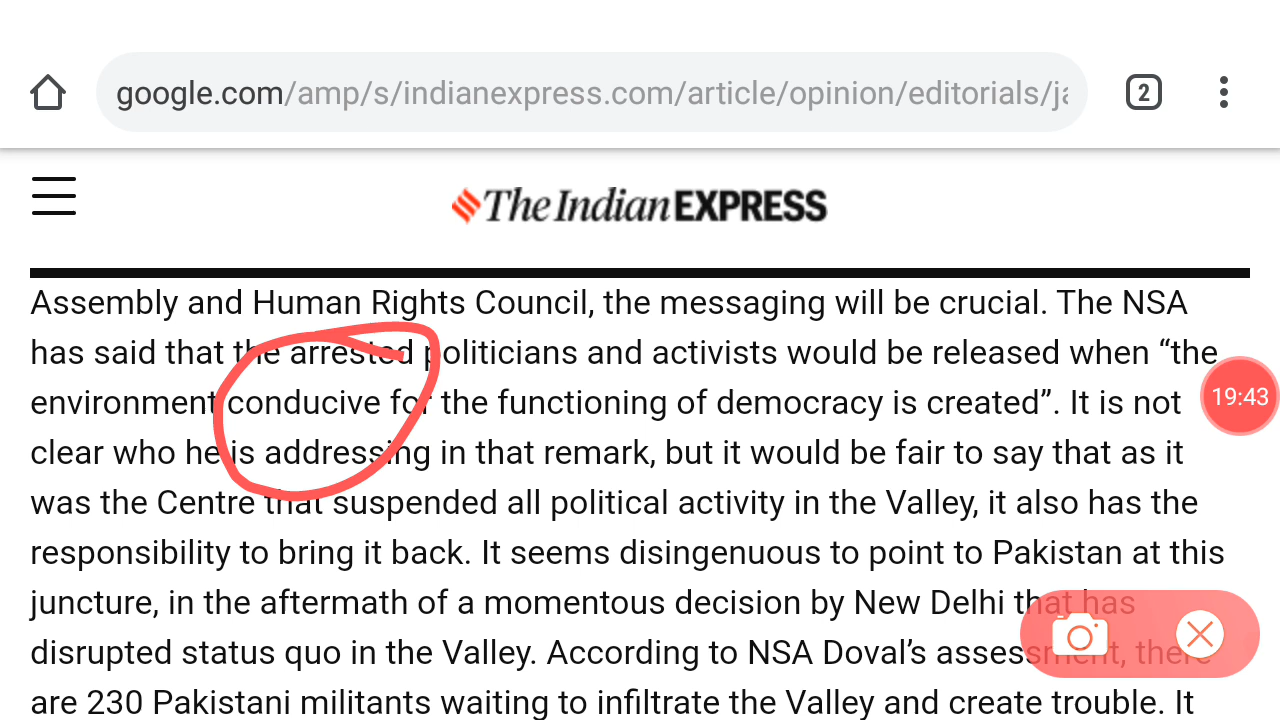 google.com/amp/s/indianexpress.com/article/opinion/editorials/ja
2
The Indian EXPRESS
Assembly and Human Rights Council, the messaging will be crucial. The NSA
has said that the arrested politicians and activists would be released when “the
environment conducive for the functioning of democracy is created”. It is not
19:43
clear who he is addressing in that remark, but it would be fair to say that as it
was the Centre that suspended all political activity in the Valley, it also has the
responsibility to bring it back. It seems disingenuous to point to Pakistan at this
juncture, in the aftermath of a momentous decision by New Delhi that has
disrupted status quo in the Valley. According to NSA Doval’s assessment, there
are 230 Pakistani militants waiting to infiltrate the Valley and create trouble. It